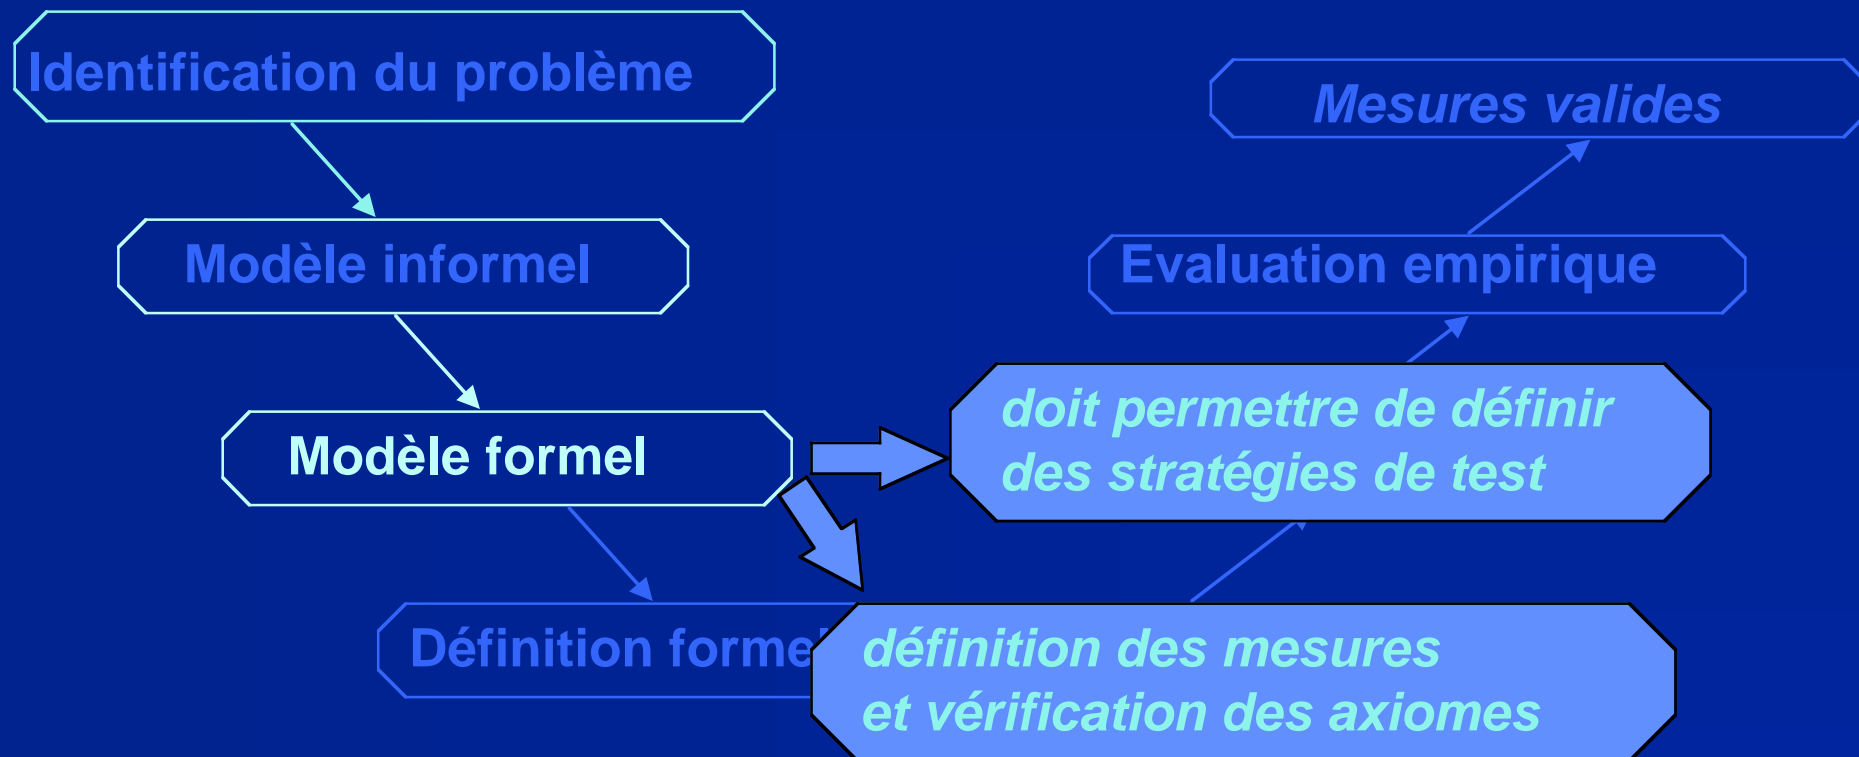 Identification du problème
Mesures valides
Modèle informel
Evaluation empirique
Modèle formel
doit permettre de définir
des stratégies de test
Définition
définition des mesures
et vérification des axiomes